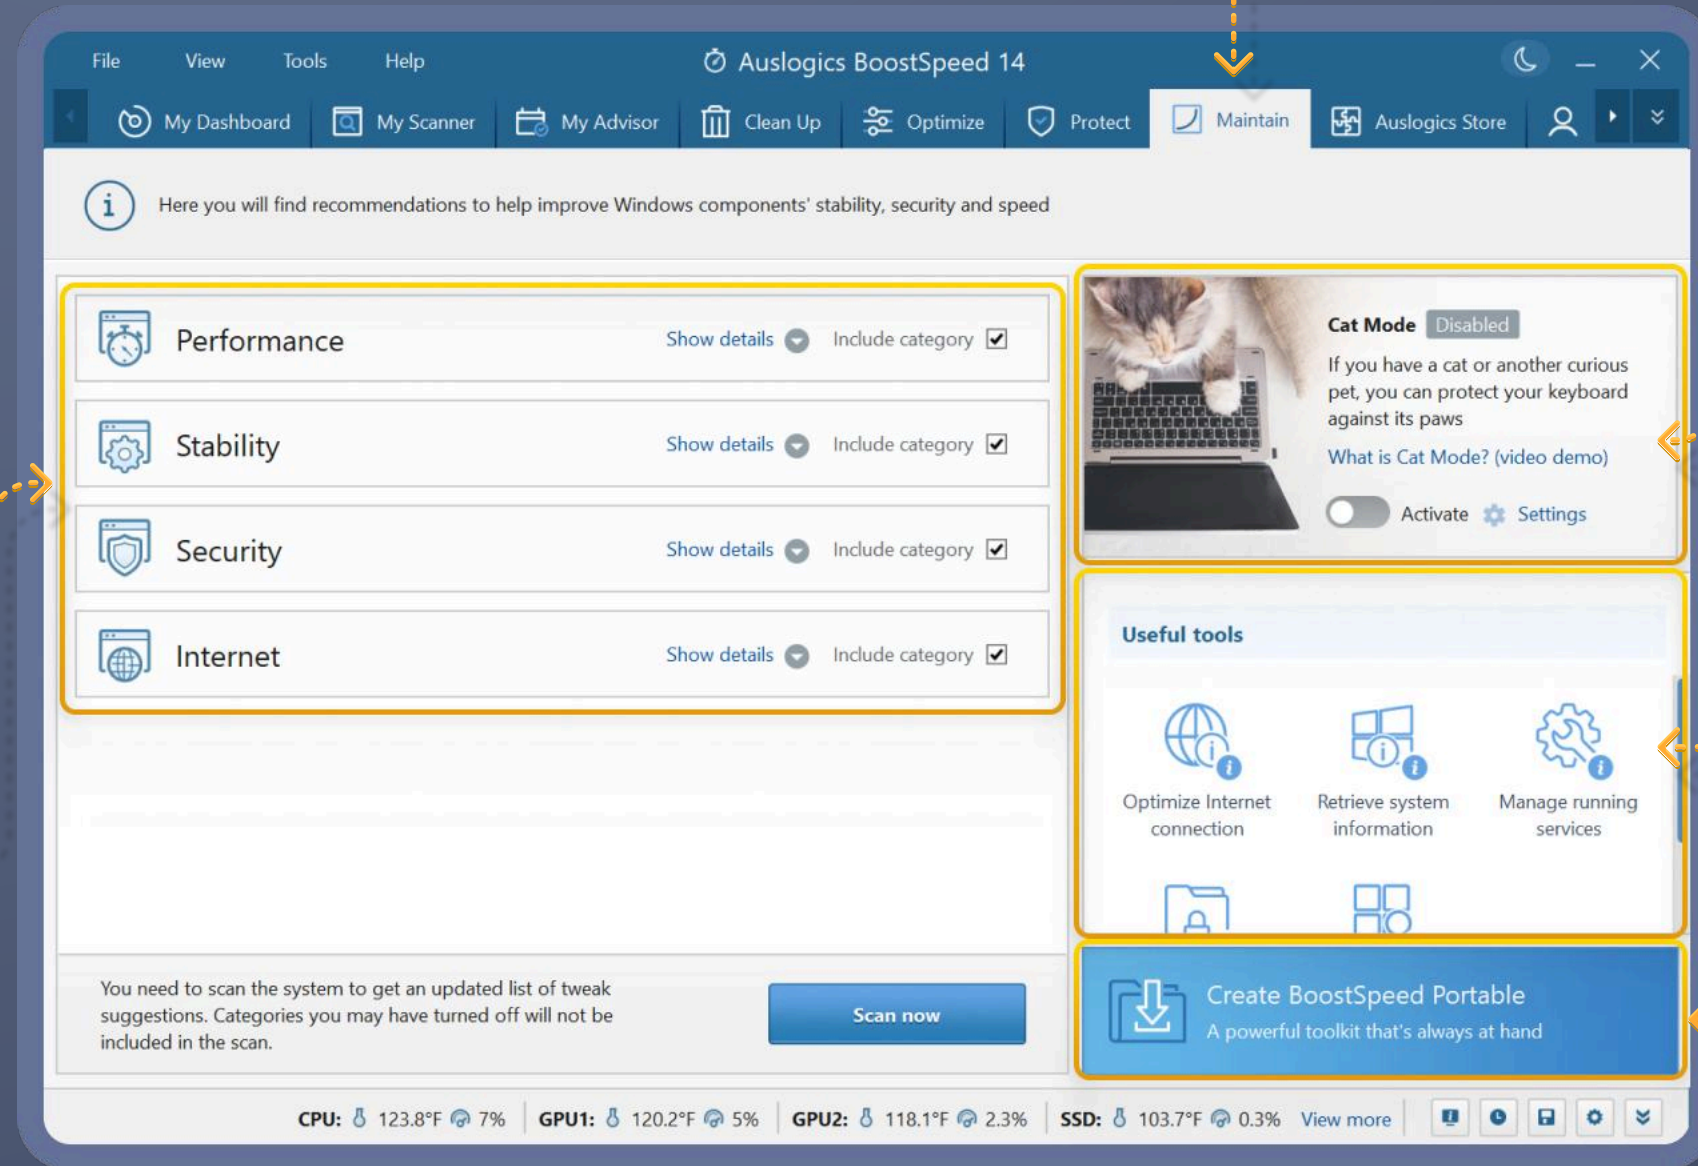 File View Tools Help
Auslogics BoostSpeed 14
My Dashboard My Scanner My Advisor Clean Up Optimize Protect Maintain Auslogics Store
Here you will find recommendations to help improve Windows components' stability, security and speed
Performance Show details Include category
Stability Show details Include category
Security Show details Include category
Internet Show details Include category
You need to scan the system to get an updated list of tweak
suggestions. Categories you may have turned off will not be
included in the scan.
Scan now
Cat Mode Disabled
If you have a cat or another curious
pet, you can protect your keyboard
against its paws
What is Cat Mode? (video demo)
Activate Settings
Useful tools
Optimize Internet
connection
Retrieve system
information
Manage running
services
Create BoostSpeed Portable
A powerful toolkit that's always at hand
CPU: 123.8°F 7% GPU1: 120.2°F 5% GPU2: 118.1°F 2.3% SSD: 103.7°F 0.3% View more